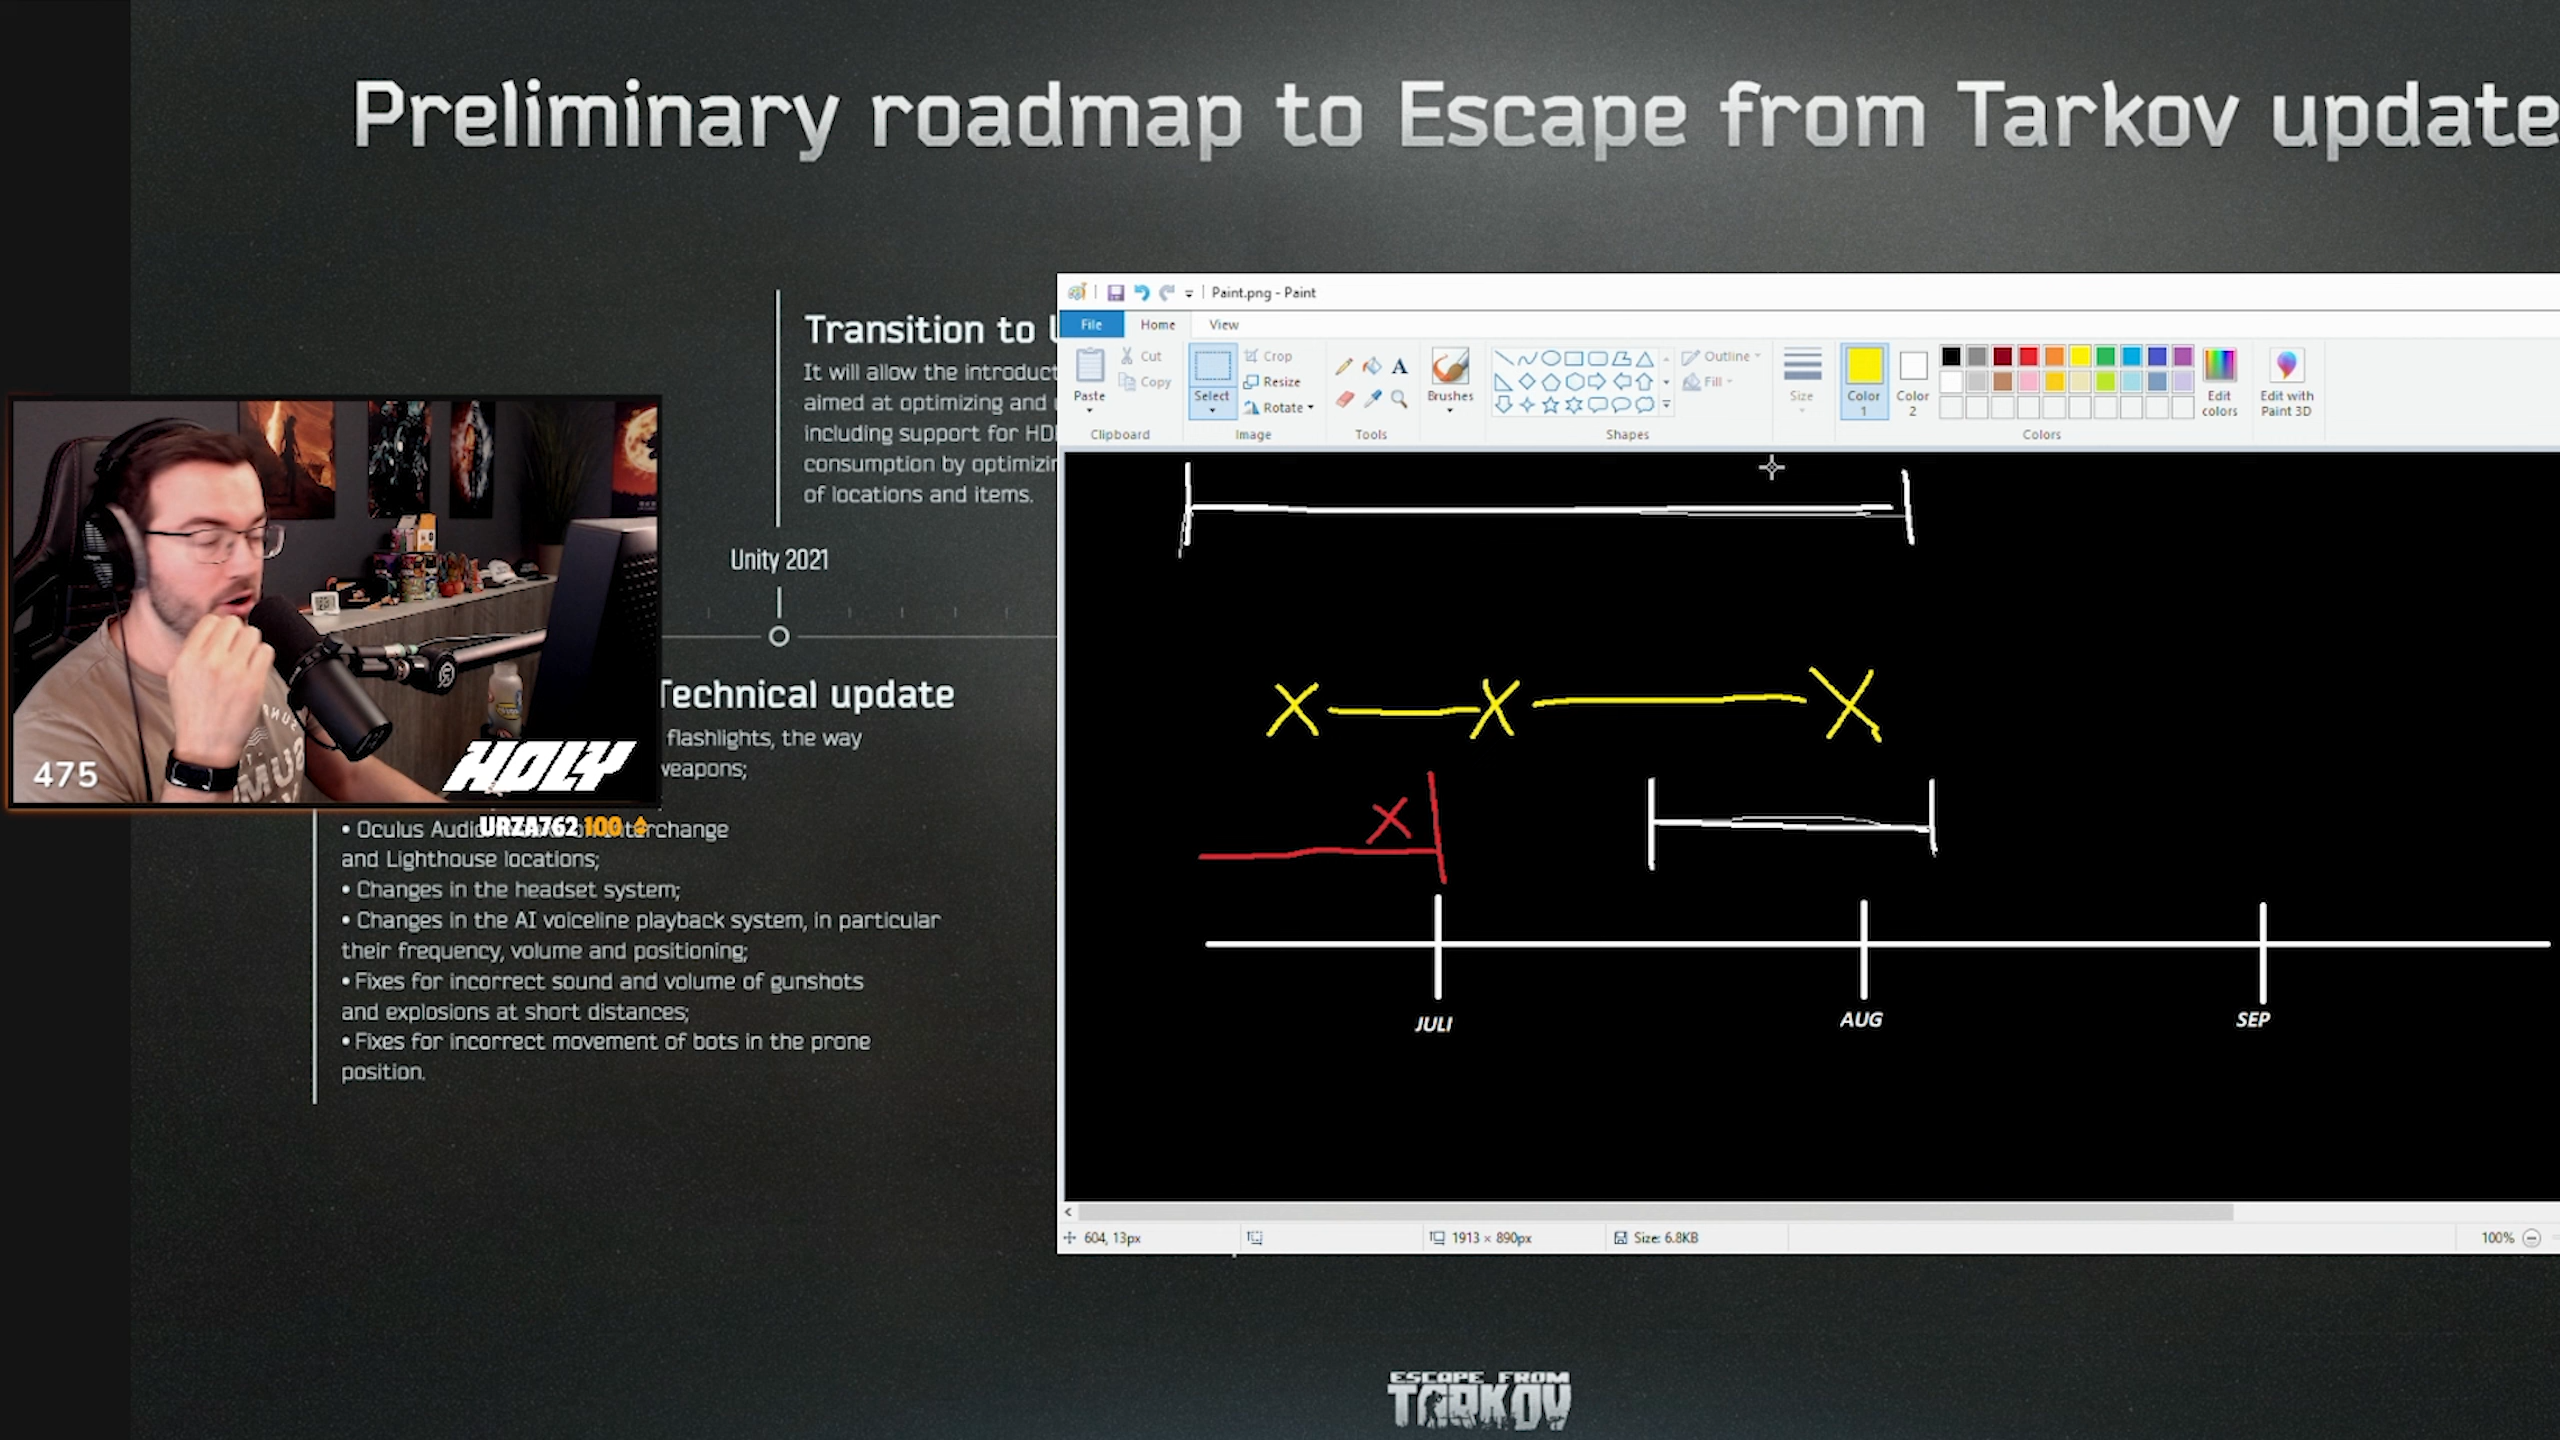 Preliminary roadmap to Escape from Tarkov update
Transition to
It will allow the introduct
aimed at optimizing and
including support for HD
consumption by optimizin
of locations and items.
Unity 2021
Technical update
flashlights, the way
weapons;
• Oculus Audio
interchange
and Lighthouse locations;
• Changes in the headset system;
• Changes in the AI voiceline playback system, in particular
their frequency, volume and positioning;
• Fixes for incorrect sound and volume of gunshots
and explosions at short distances;
• Fixes for incorrect movement of bots in the prone
position.
475
HOLY
URZA762 100
Paint.png - Paint
File Home View
Paste
Cut
Copy
Clipboard
Select
Crop
Resize
Rotate
Image
A
Tools
Brushes
Shapes
Outline
Fill
Size
Color
1
Color
2
Edit
colors
Edit with
Paint 3D
Colors
X X X
X
JULI AUG SEP
604, 13px
1913 × 890px
Size: 6.8KB
100%
ESCAPE FROM
TARKOV